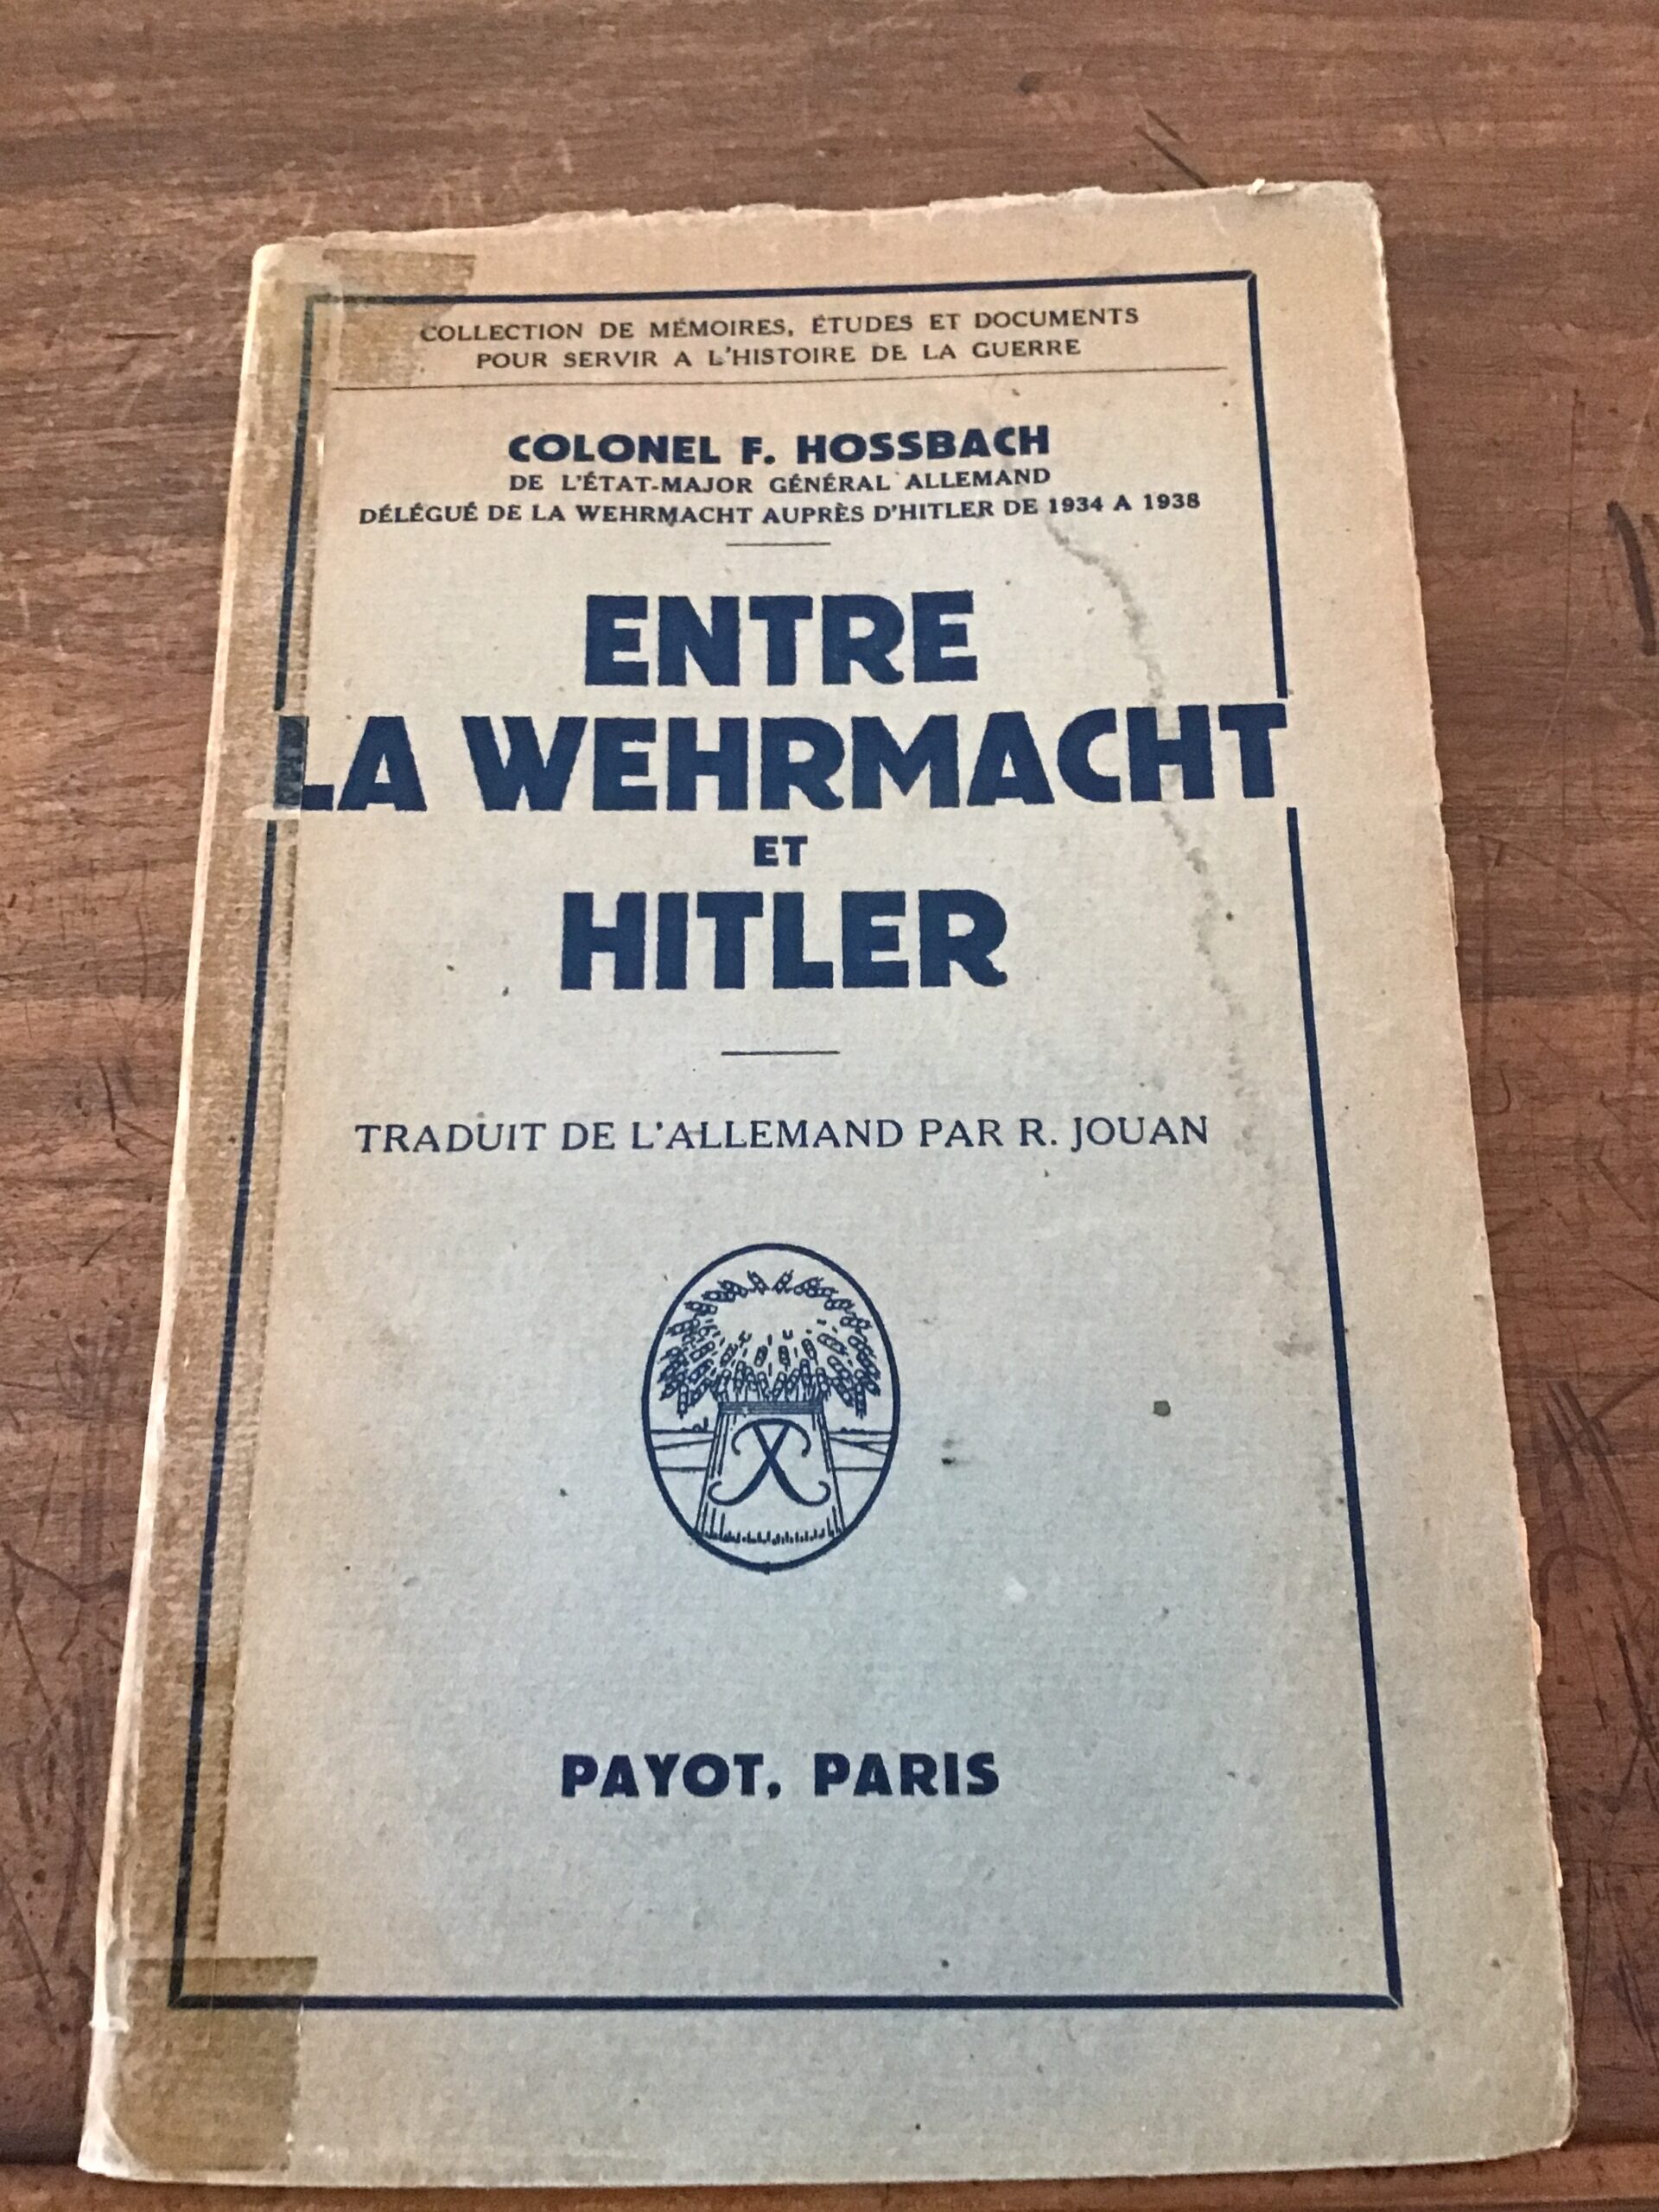 COLLECTION DE MÉMOIRES, ÉTUDES ET DOCUMENTS
POUR SERVIR A L'HISTOIRE DE LA GUERRE
COLONEL F. HOSSBACH
DE L'ÉTAT-MAJOR GÉNÉRAL ALLEMAND
DÉLÉGUÉ DE LA WEHRMACHT AUPRÈS D'HITLER DE 1934 A 1938
ENTRE
LA WEHRMACHT
ET
HITLER
TRADUIT DE L'ALLEMAND PAR R. JOUAN
PAYOT, PARIS